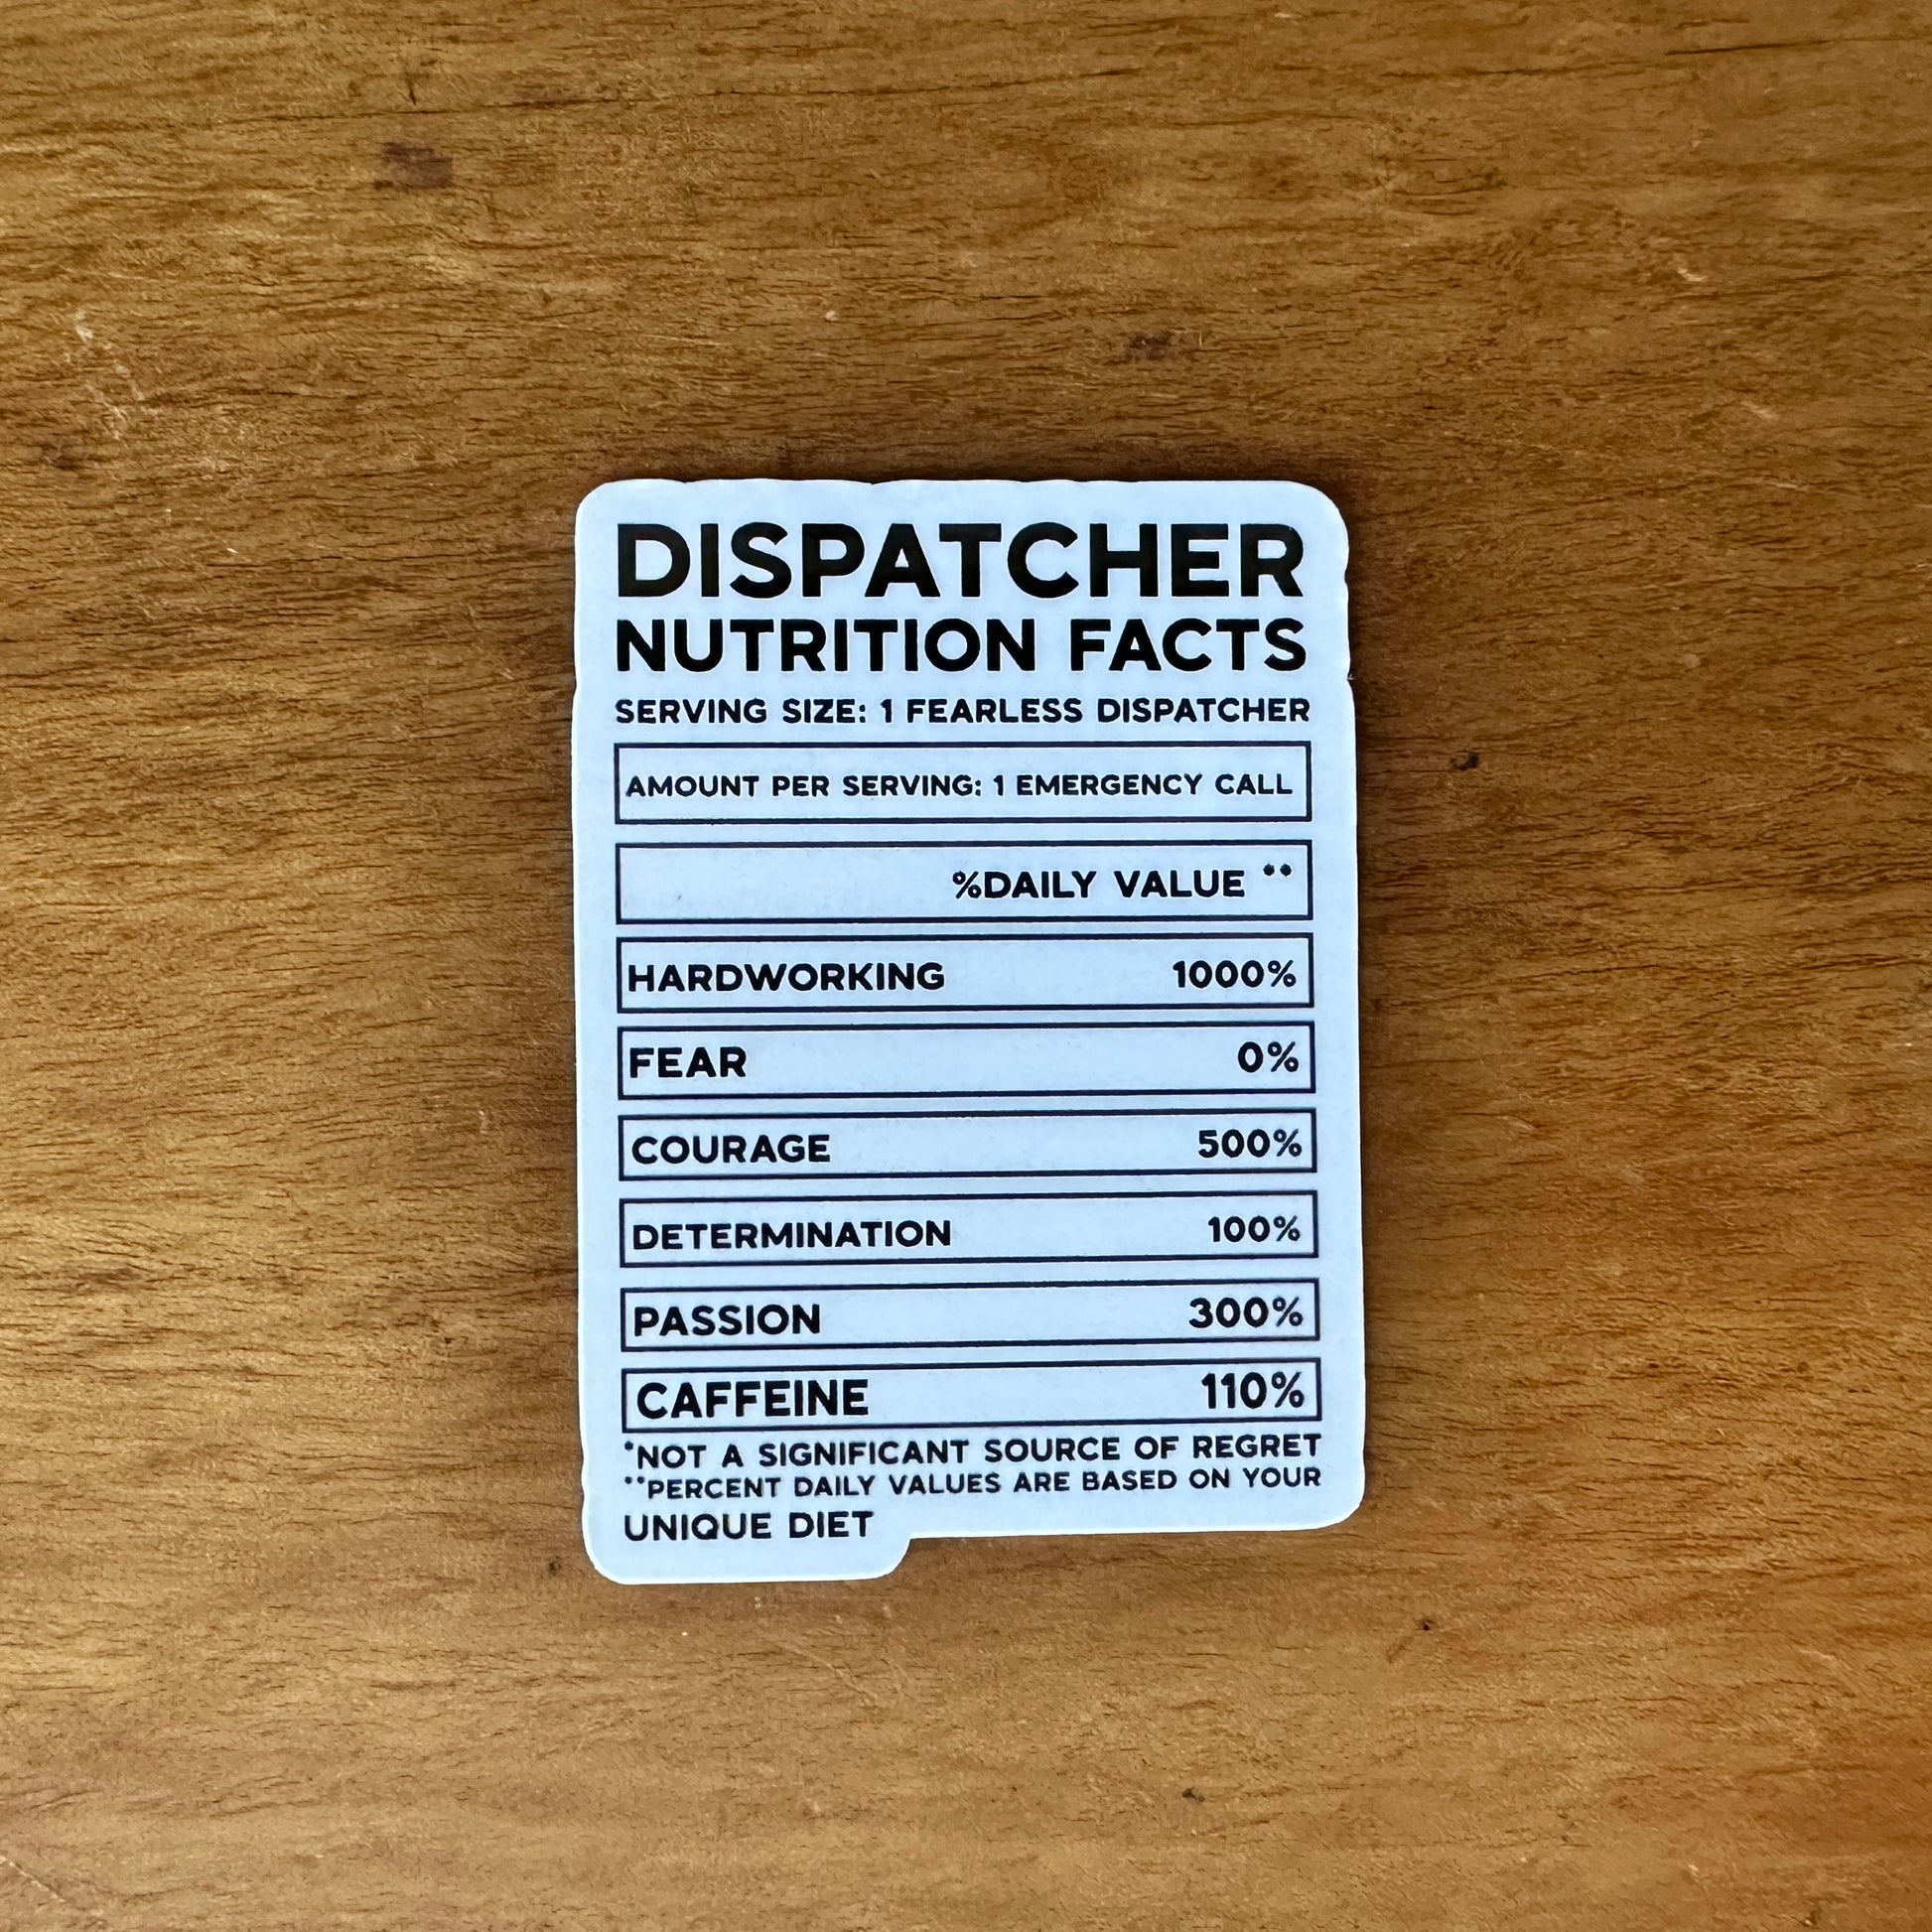 DISPATCHER
NUTRITION FACTS
SERVING SIZE: 1 FEARLESS DISPATCHER
AMOUNT PER SERVING: 1 EMERGENCY CALL
%DAILY VALUE **
HARDWORKING 1000%
FEAR 0%
COURAGE 500%
DETERMINATION 100%
PASSION 300%
CAFFEINE 110%
*NOT A SIGNIFICANT SOURCE OF REGRET
**PERCENT DAILY VALUES ARE BASED ON YOUR
UNIQUE DIET